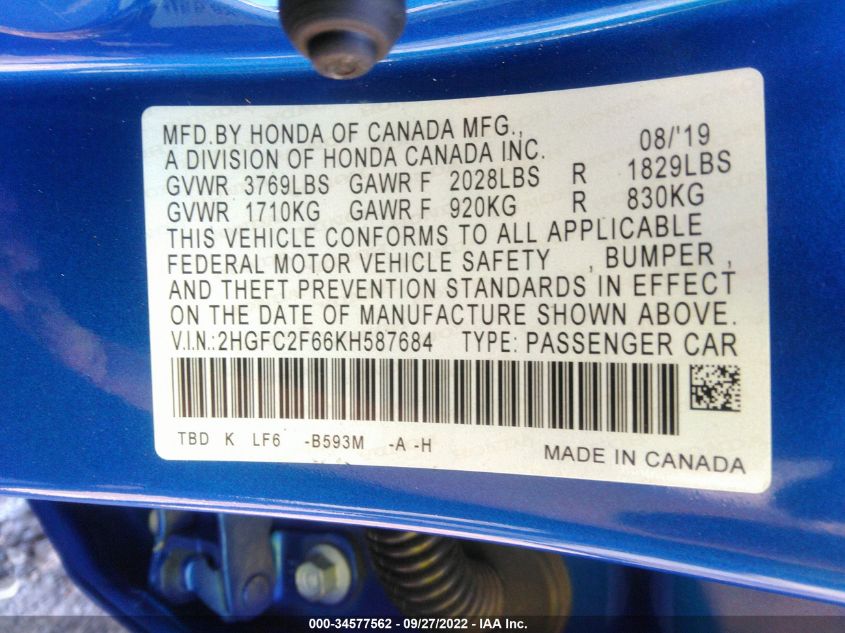 MFD.BY HONDA OF CANADA MFG., 08/'19
A DIVISION OF HONDA CANADA INC.
GVWR 3769LBS GAWR F 2028LBS R 1829LBS
GVWR 1710KG GAWR F 920KG R 830KG
THIS VEHICLE CONFORMS TO ALL APPLICABLE
FEDERAL MOTOR VEHICLE SAFETY , BUMPER ,
AND THEFT PREVENTION STANDARDS IN EFFECT
ON THE DATE OF MANUFACTURE SHOWN ABOVE.
V.I.N.:2HGFC2F66KH587684 TYPE: PASSENGER CAR
TBD K LF6 -B593M -A -H
MADE IN CANADA
000-34577562 / 09/27/2022 - IAA Inc.